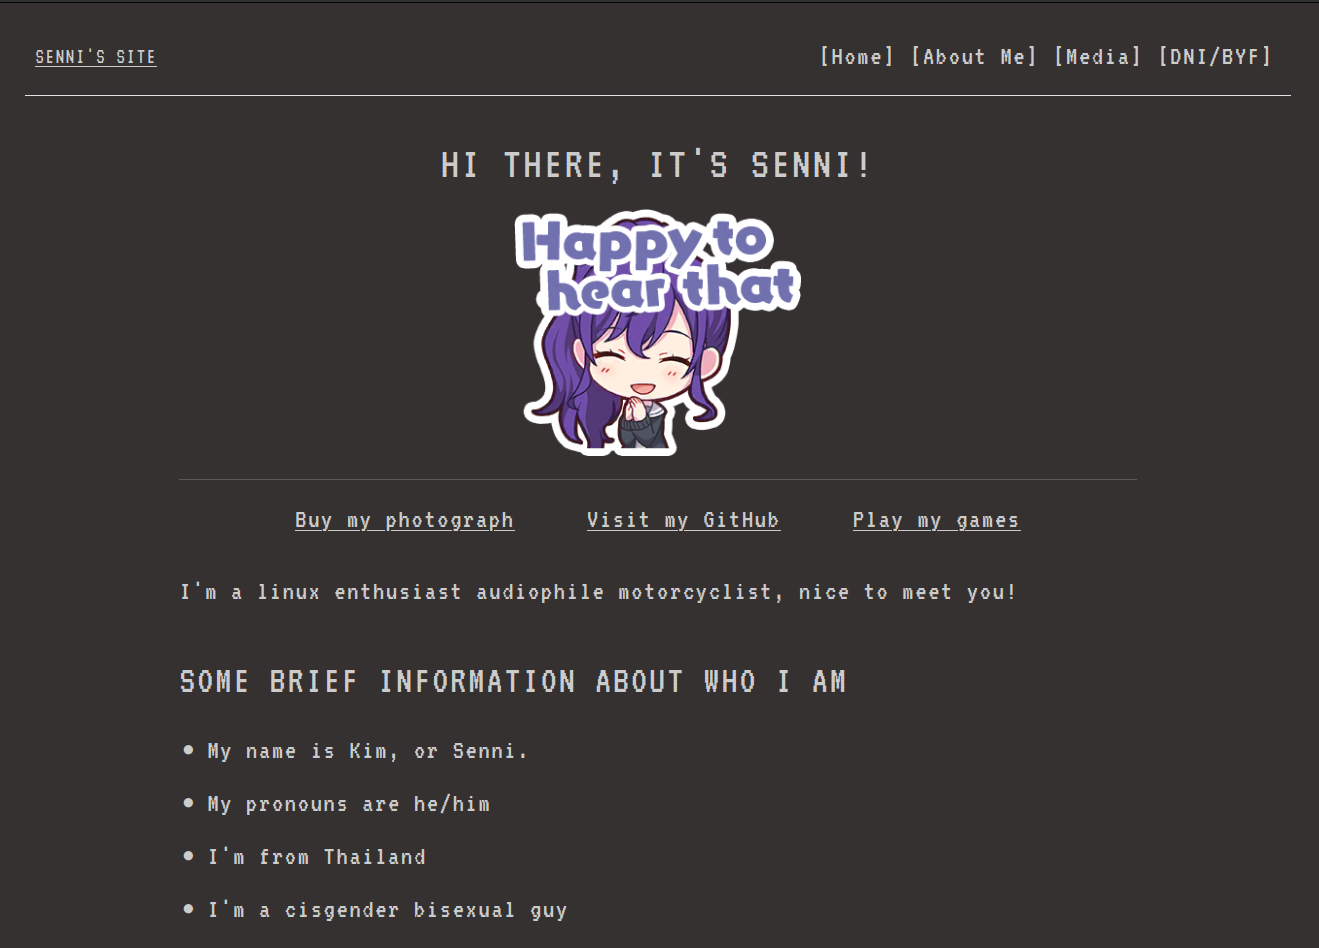 SENNI'S SITE
[Home] [About Me] [Media] [DNI/BYF]
HI THERE, IT'S SENNI!
Happy to
hear that
Buy my photograph
Visit my GitHub
Play my games
I'm a linux enthusiast audiophile motorcyclist, nice to meet you!
SOME BRIEF INFORMATION ABOUT WHO I AM
• My name is Kim, or Senni.
• My pronouns are he/him
• I'm from Thailand
• I'm a cisgender bisexual guy